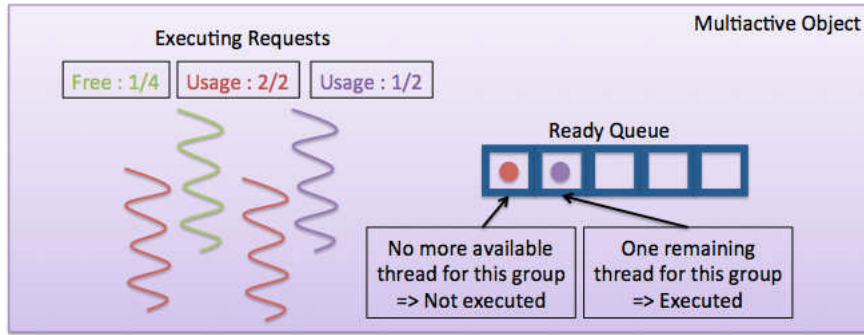 Multiactive Object
Executing Requests
Free : 1/4
Usage : 2/2
Usage : 1/2
Ready Queue
No more available
thread for this group
=> Not executed
One remaining
thread for this group
=> Executed